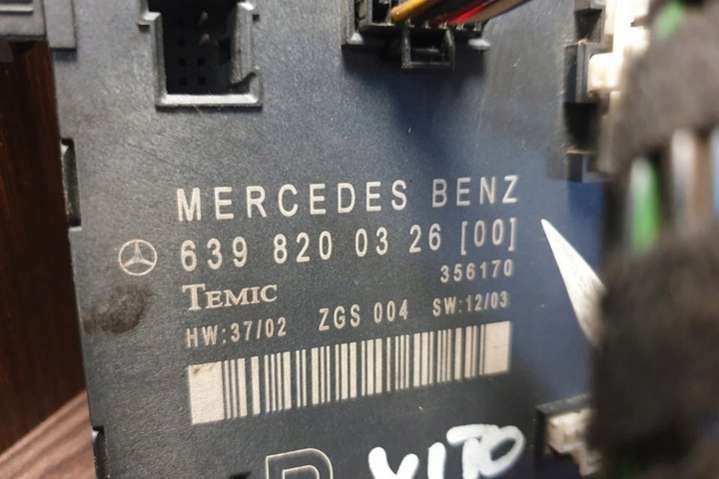 MERCEDES BENZ
639 820 03 26 [00]
356170
TEMIC
HW:37/02 ZGS 004 SW:12/03
R VITO